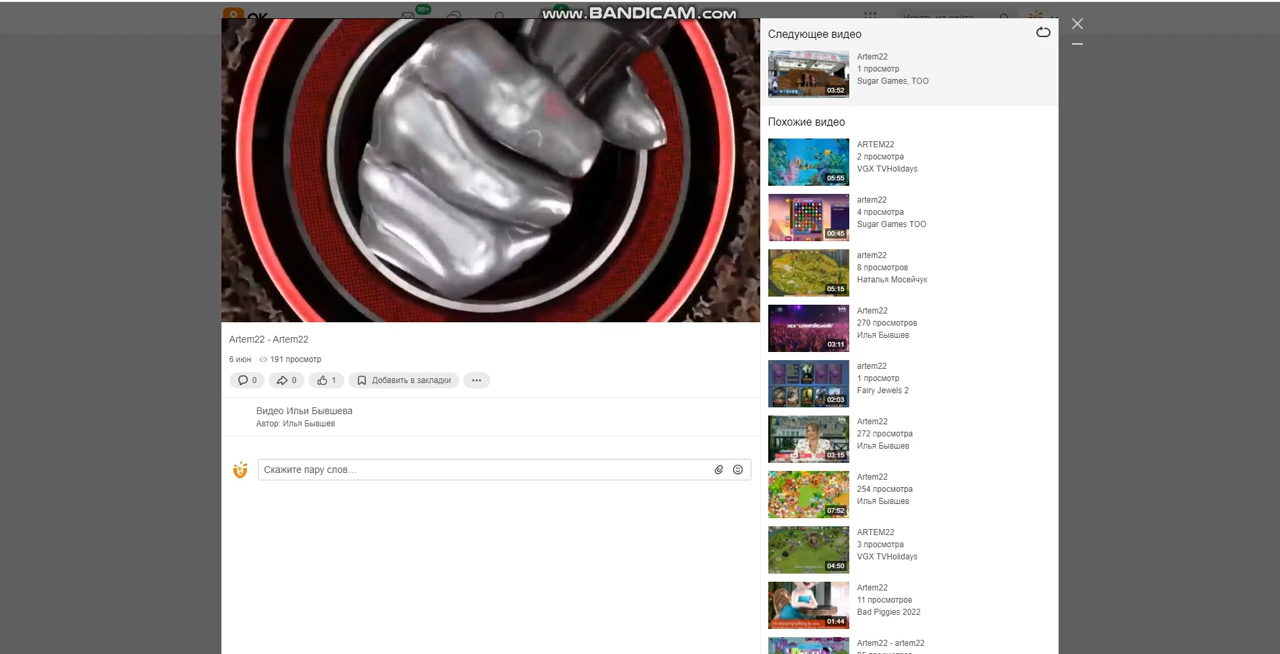 ok
99+
www.BANDICAM.com
Искать на сайте
Следующее видео
Artem22
1 просмотр
Sugar Games, TOO
03:52
Похожие видео
ARTEM22
2 просмотра
VGX TVHolidays
05:55
artem22
4 просмотра
Sugar Games TOO
00:45
artem22
8 просмотров
Наталья Мосейчук
05:15
Artem22
270 просмотров
Илья Бывшев
03:11
artem22
1 просмотр
Fairy Jewels 2
02:03
Artem22
272 просмотра
Илья Бывшев
03:15
Artem22
254 просмотра
Илья Бывшев
07:52
ARTEM22
3 просмотра
VGX TVHolidays
04:50
Artem22
11 просмотров
Bad Piggies 2022
01:44
Artem22 - artem22
Artem22 - Artem22
6 июн 191 просмотр
0 0 1 Добавить в закладки
Видео Ильи Бывшева
Автор: Илья Бывшев
Скажите пару слов...